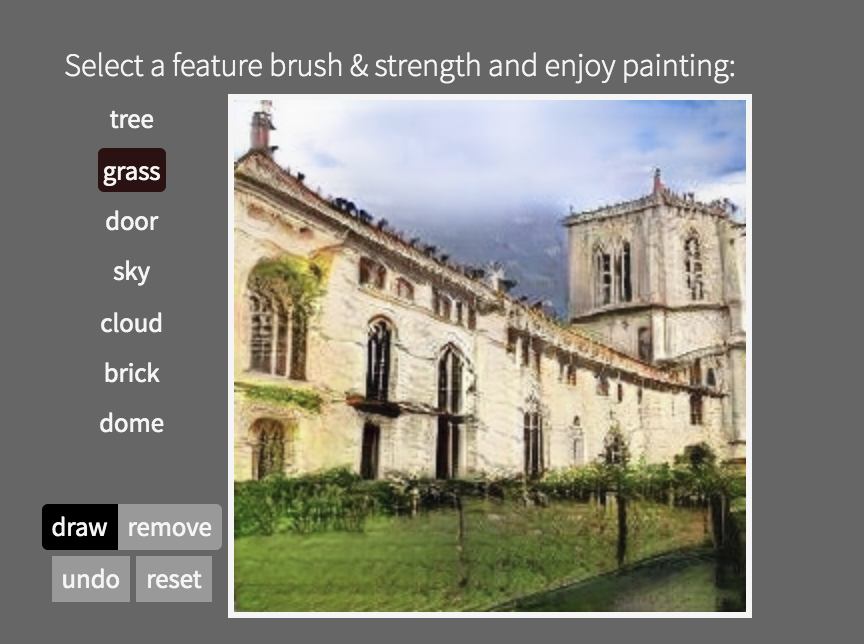 Select a feature brush & strength and enjoy painting:
tree
grass
door
sky
cloud
brick
dome
draw remove
undo reset